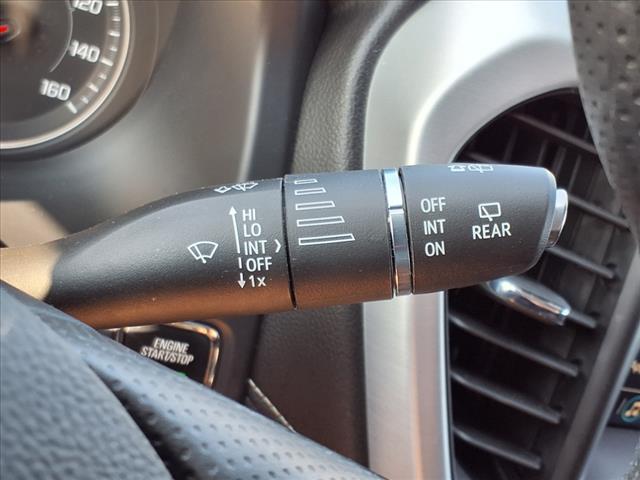 120
140
160
HI
LO
INT
OFF
1x
OFF
INT
ON
REAR
ENGINE
START/STOP